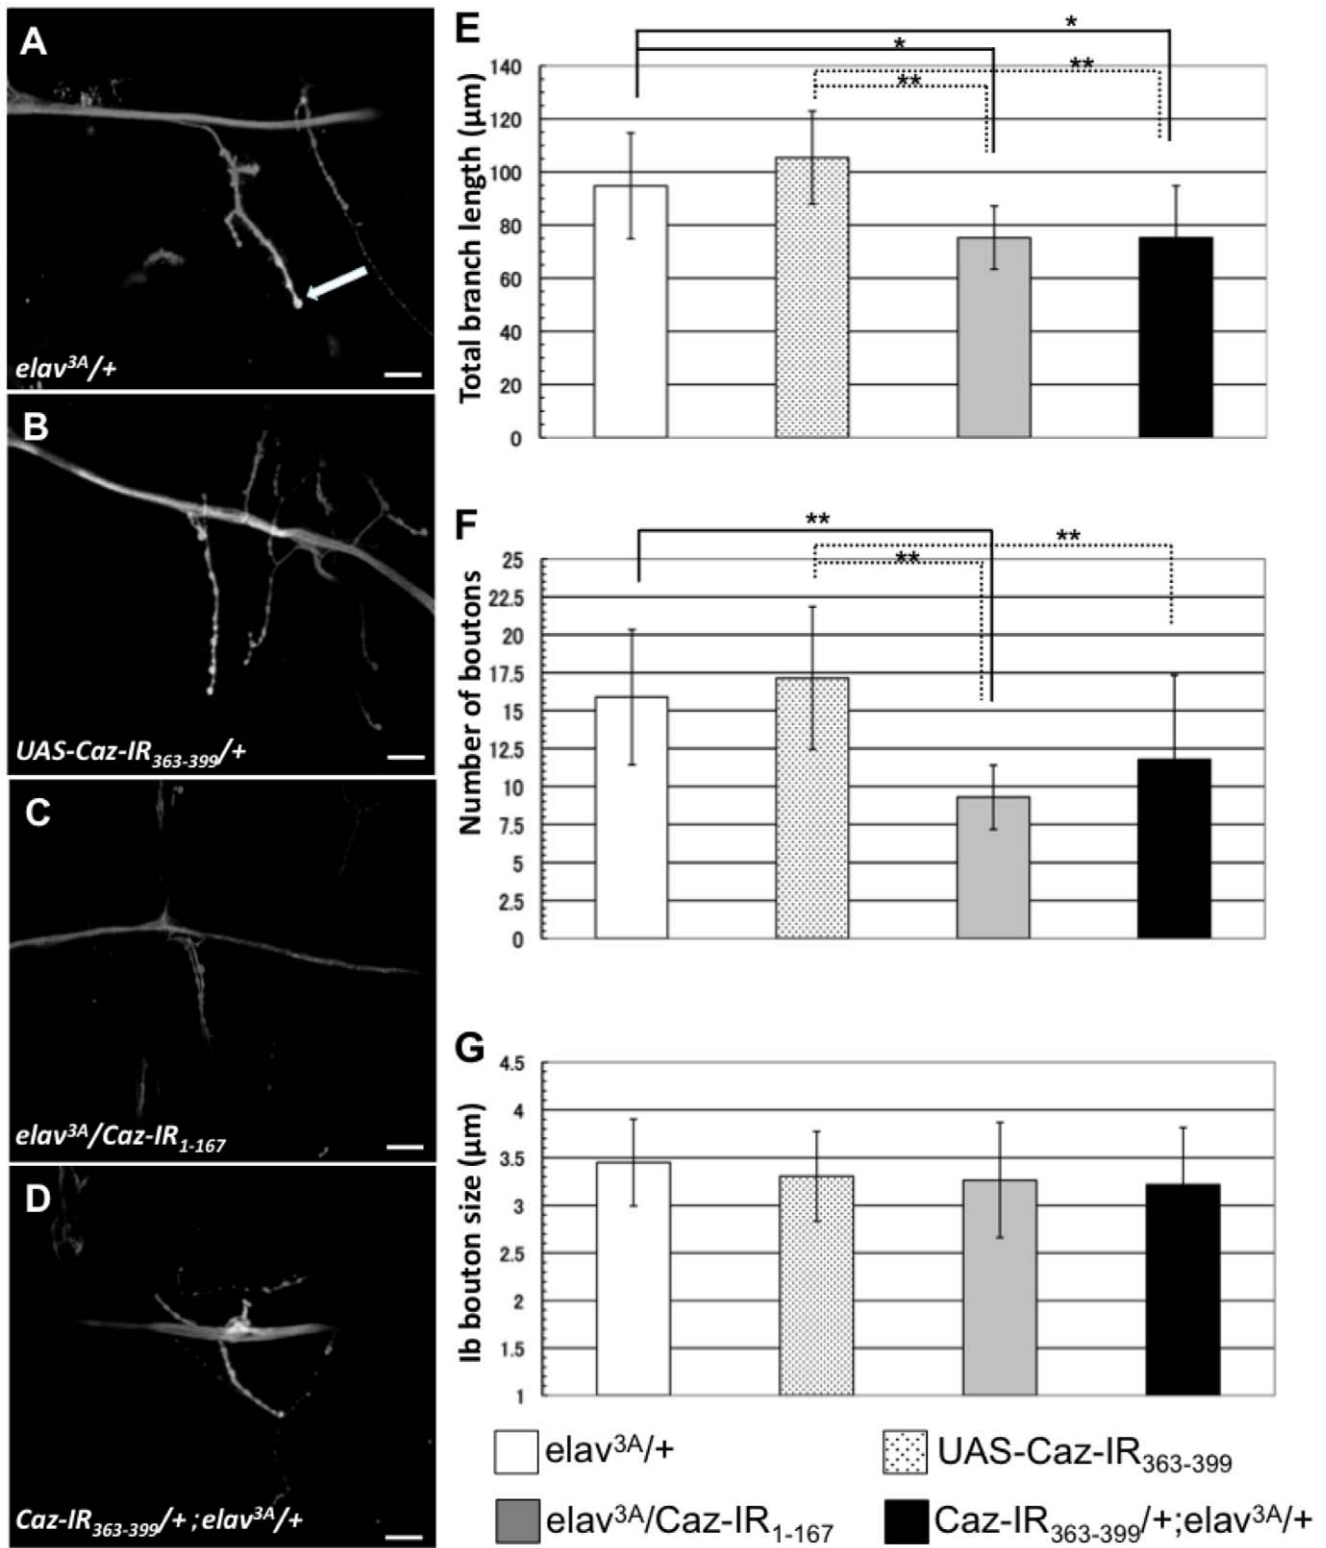 A
elav3A/+
B
UAS-Caz-IR363-399/+
C
elav3A/Caz-IR1-167
D
Caz-IR363-399/+;elav3A/+
E
*
*
**
**
Total branch length (μm)
140
120
100
80
60
40
20
0
F
**
**
**
Number of boutons
25
22.5
20
17.5
15
12.5
10
7.5
5
2.5
0
G
Ib bouton size (μm)
4.5
4
3.5
3
2.5
2
1.5
1
elav3A/+
UAS-Caz-IR363-399
elav3A/Caz-IR1-167
Caz-IR363-399/+;elav3A/+